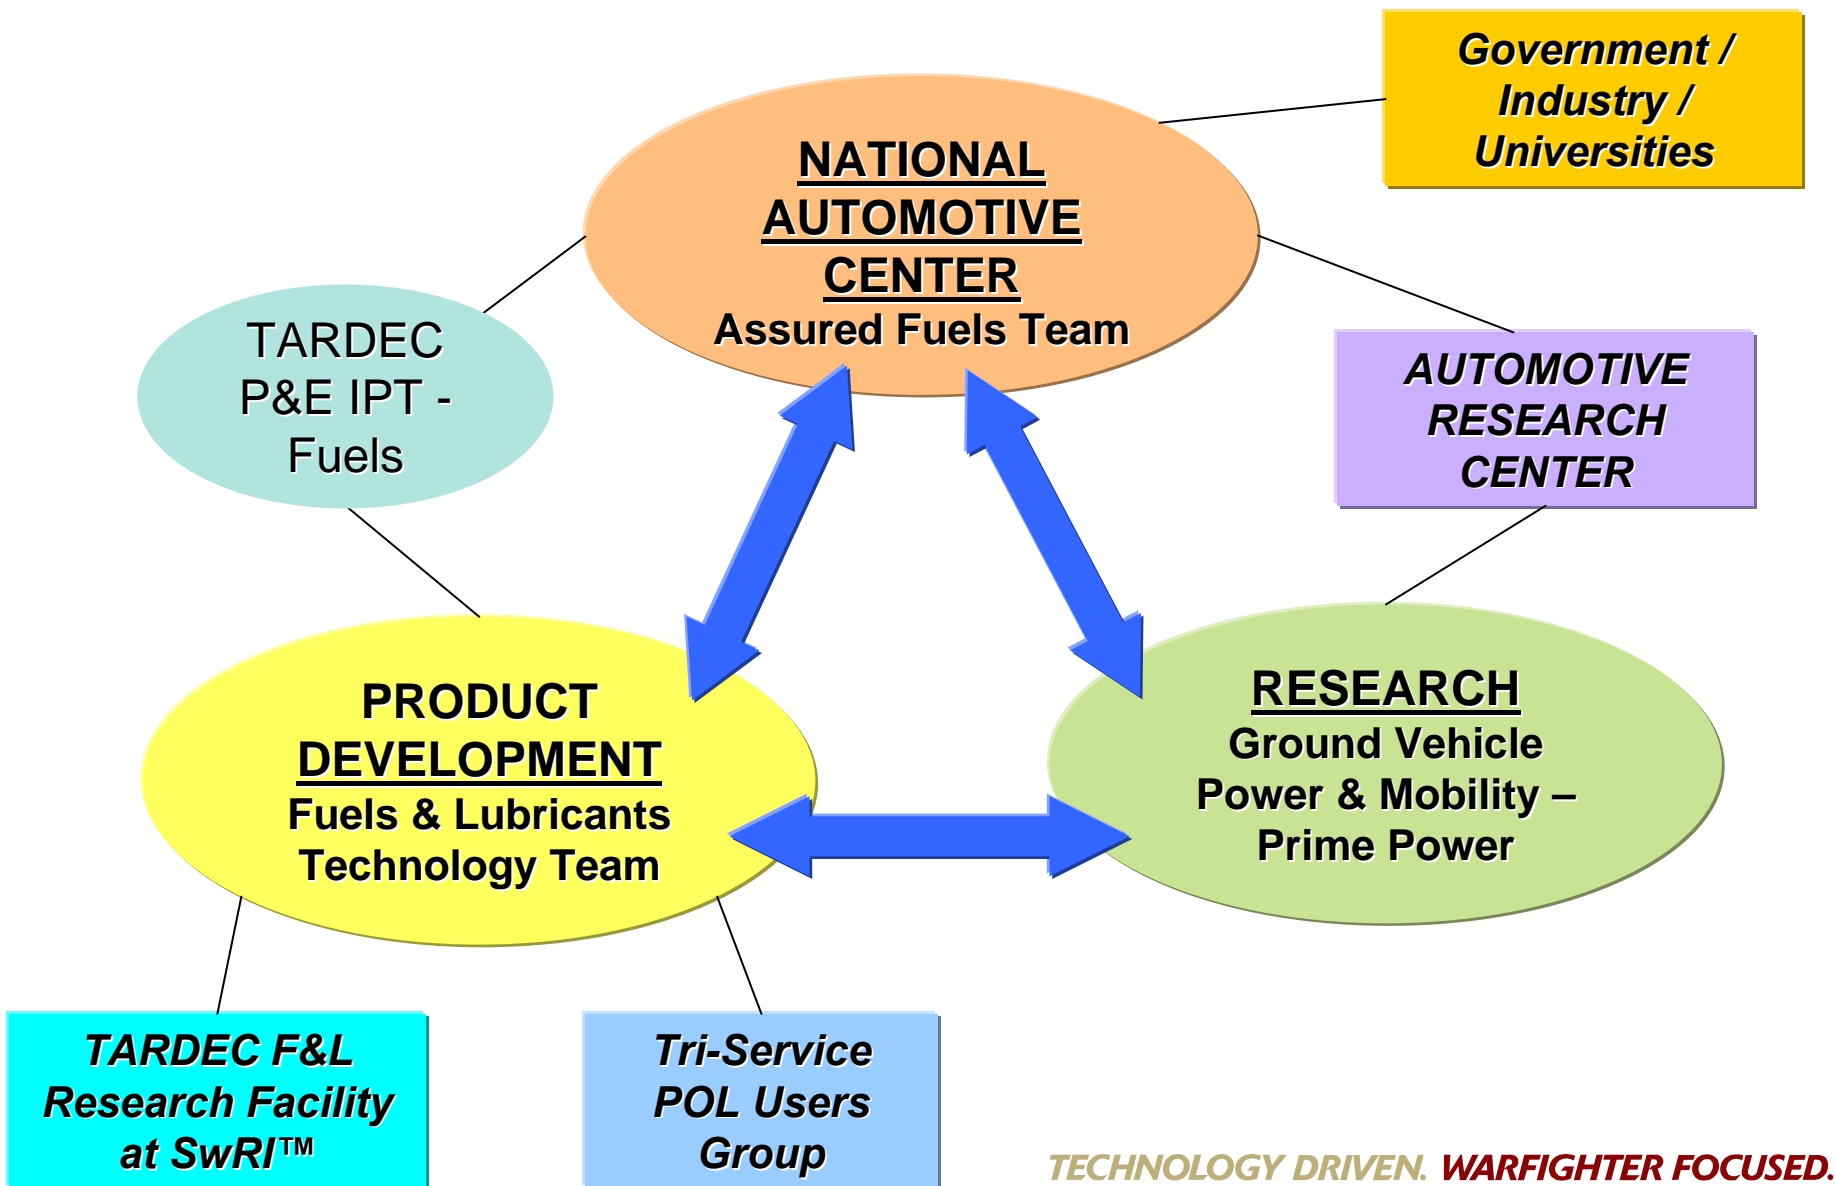 Government /
Industry /
Universities
NATIONAL
AUTOMOTIVE
CENTER
Assured Fuels Team
TARDEC
P&E IPT -
Fuels
AUTOMOTIVE
RESEARCH
CENTER
PRODUCT
DEVELOPMENT
Fuels & Lubricants
Technology Team
RESEARCH
Ground Vehicle
Power & Mobility –
Prime Power
TARDEC F&L
Research Facility
at SwRI™
Tri-Service
POL Users
Group
TECHNOLOGY DRIVEN. WARFIGHTER FOCUSED.